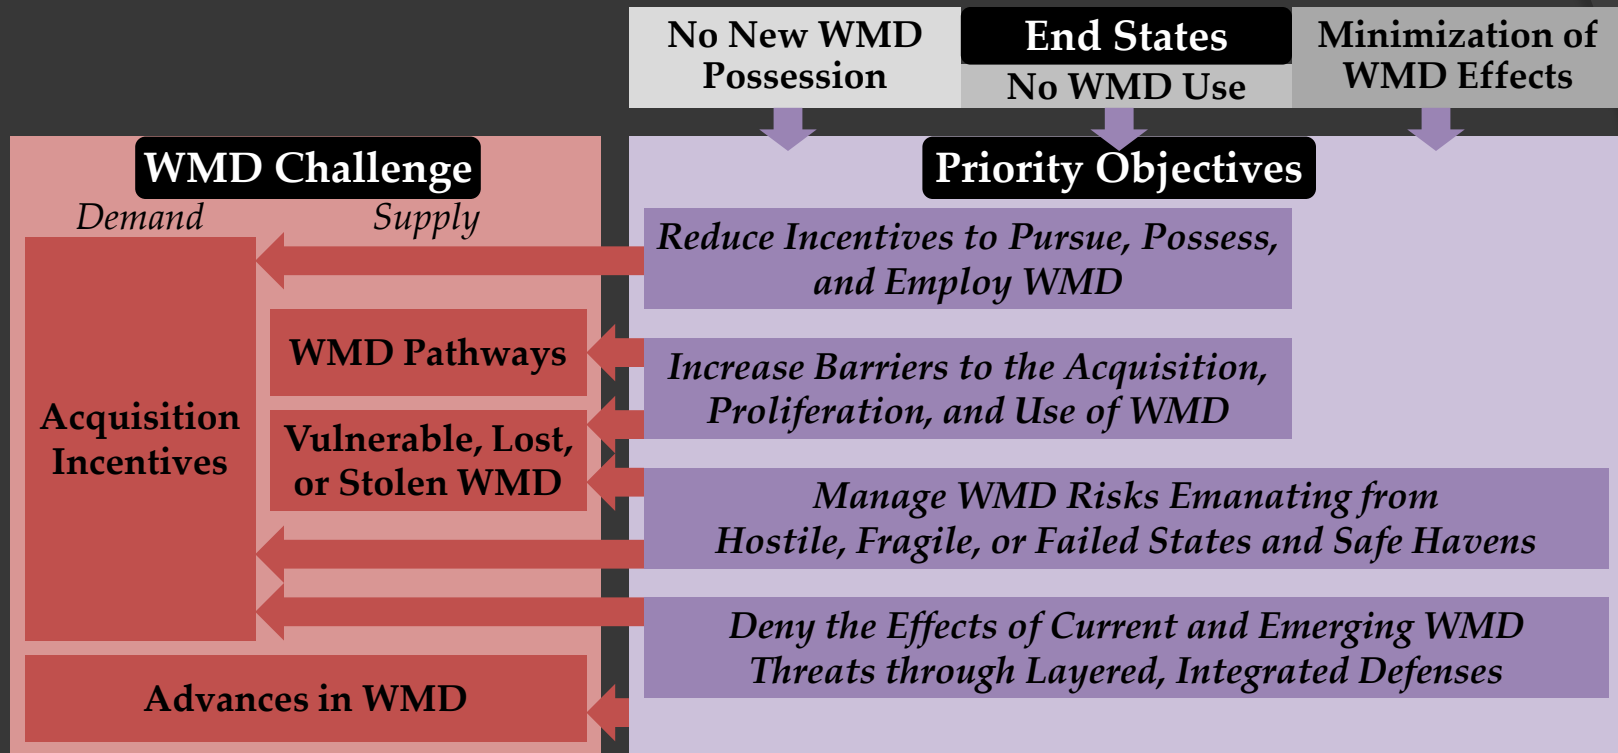 No New WMD
Possession
End States
No WMD Use
Minimization of
WMD Effects
WMD Challenge
Demand
Supply
Acquisition
Incentives
WMD Pathways
Vulnerable, Lost,
or Stolen WMD
Advances in WMD
Priority Objectives
Reduce Incentives to Pursue, Possess,
and Employ WMD
Increase Barriers to the Acquisition,
Proliferation, and Use of WMD
Manage WMD Risks Emanating from
Hostile, Fragile, or Failed States and Safe Havens
Deny the Effects of Current and Emerging WMD
Threats through Layered, Integrated Defenses